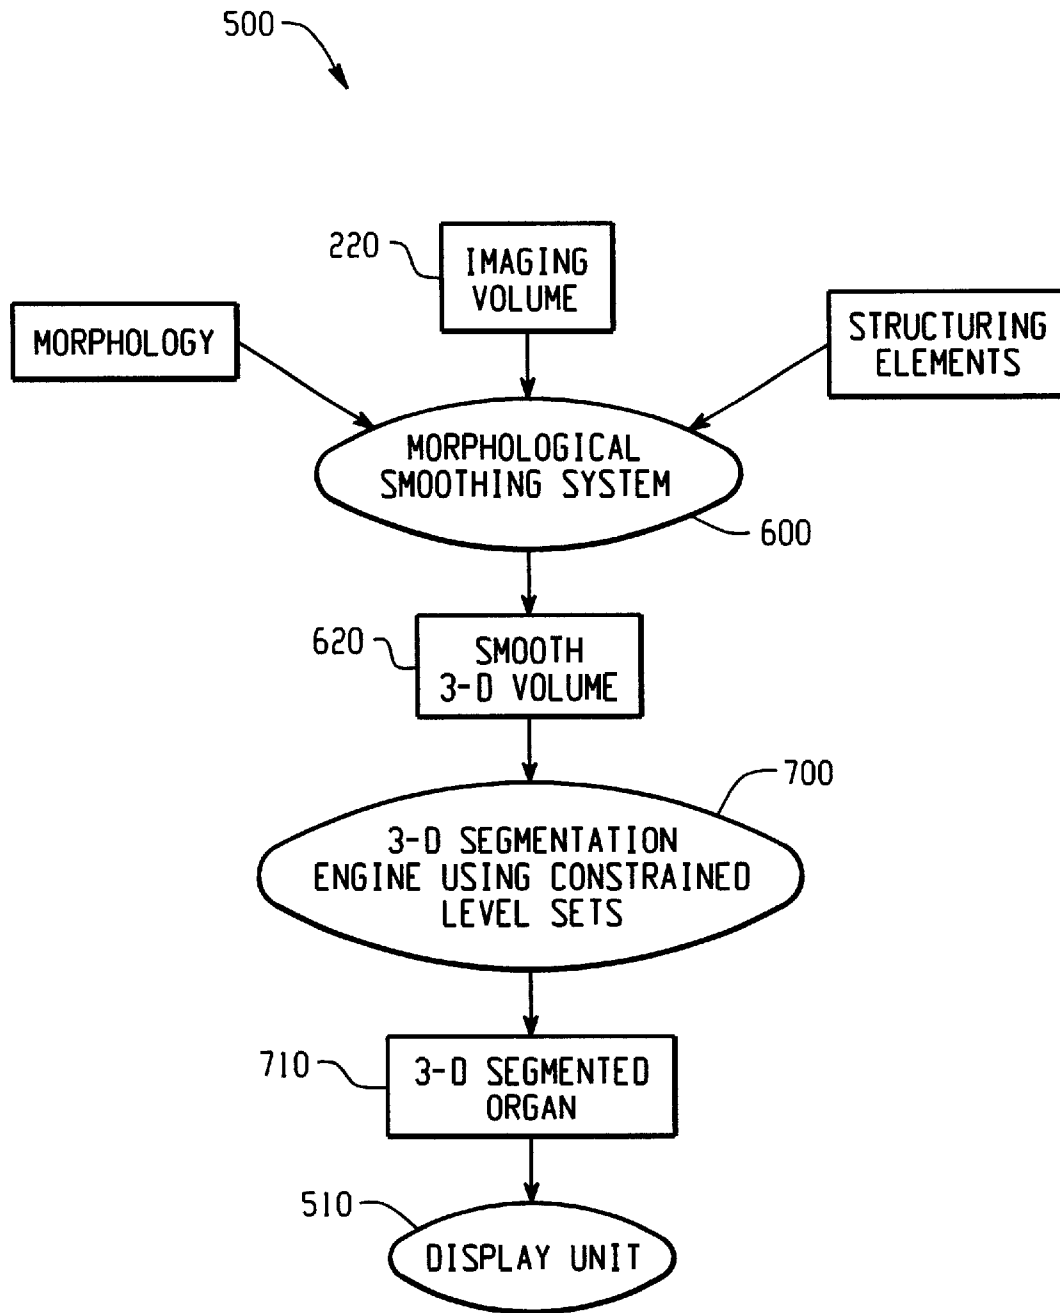 500
220
IMAGING
VOLUME
MORPHOLOGY
STRUCTURING
ELEMENTS
MORPHOLOGICAL
SMOOTHING SYSTEM
600
620
SMOOTH
3-D VOLUME
700
3-D SEGMENTATION
ENGINE USING CONSTRAINED
LEVEL SETS
710
3-D SEGMENTED
ORGAN
510
DISPLAY UNIT